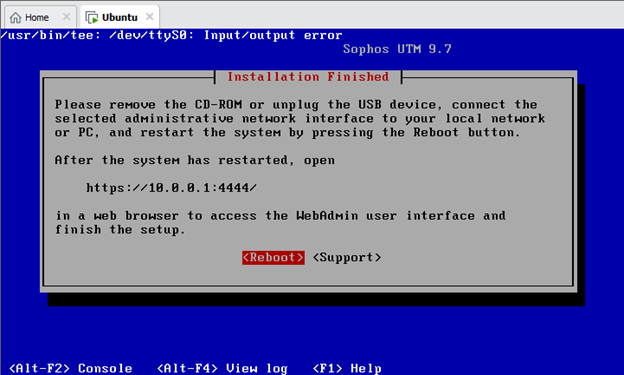 Home
Ubuntu
/usr/bin/tee: /dev/ttyS0: Input/output error
Sophos UTM 9.7
Installation Finished
Please remove the CD-ROM or unplug the USB device, connect the
selected administrative network interface to your local network
or PC, and restart the system by pressing the Reboot button.
After the system has restarted, open
https://10.0.0.1:4444/
in a web browser to access the WebAdmin user interface and
finish the setup.
<Reboot> <Support>
<Alt-F2> Console <Alt-F4> View log <F1> Help